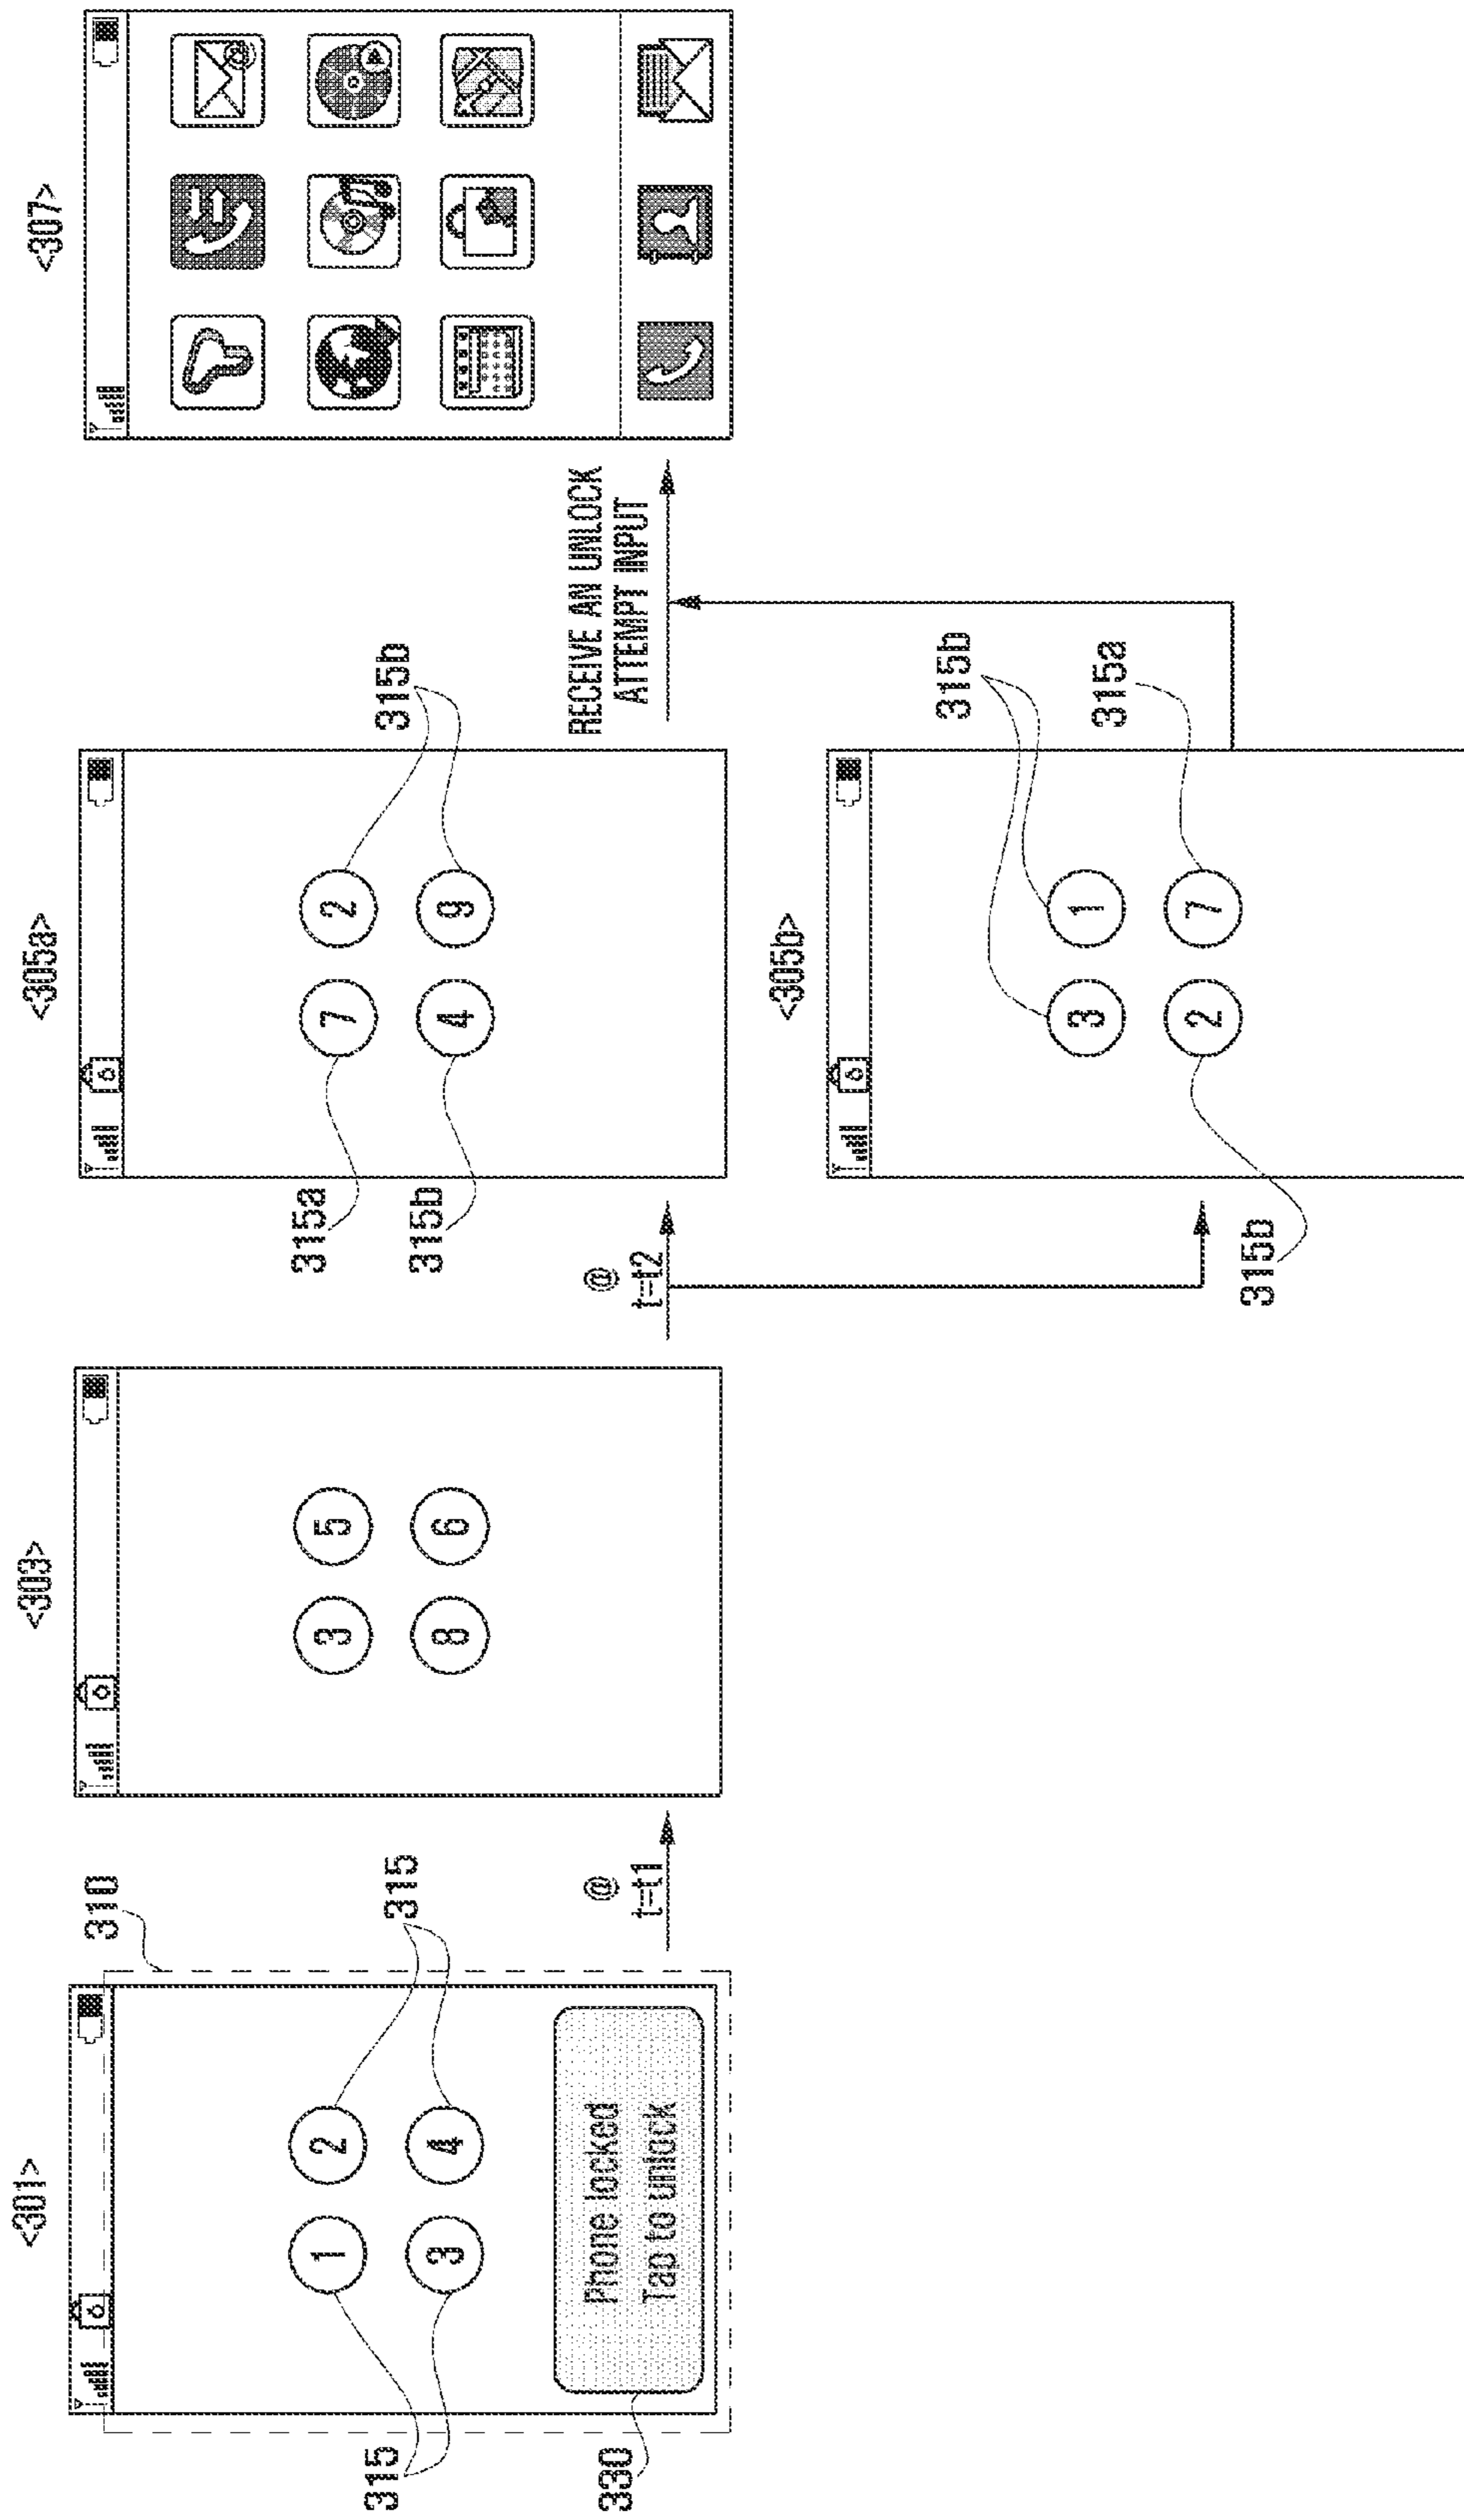 <301>
310
1 2
3 4
315
315
Phone locked
Tap to unlock
330
@
t=t1
<303>
3 5
8 6
@
t=t2
<305a>
7 2
4 9
315a
315b
315b
<305b>
3 1
2 7
315b
315b
315a
RECEIVE AN UNLOCK
ATTEMPT INPUT
<307>
@